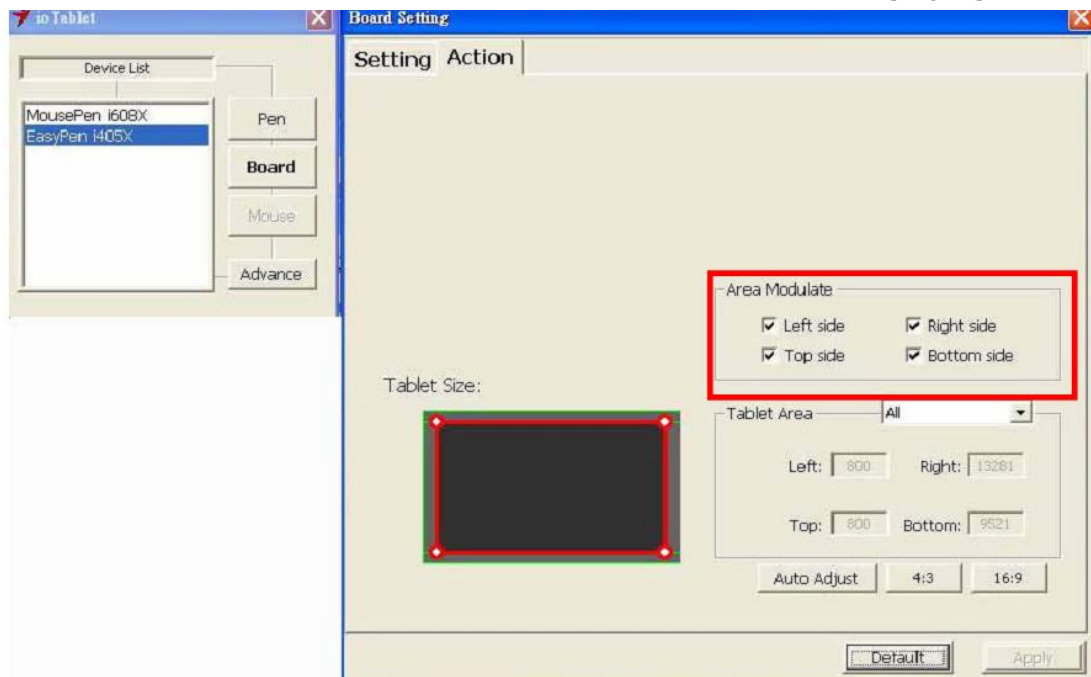 io Tablet
Device List
MousePen i608X
EasyPen i405X
Pen
Board
Mouse
Advance
Board Setting
Setting Action
Area Modulate
Left side Right side
Top side Bottom side
Tablet Size:
Tablet Area All
Left: 800 Right: 13281
Top: 800 Bottom: 9521
Auto Adjust 4:3 16:9
Default Apply